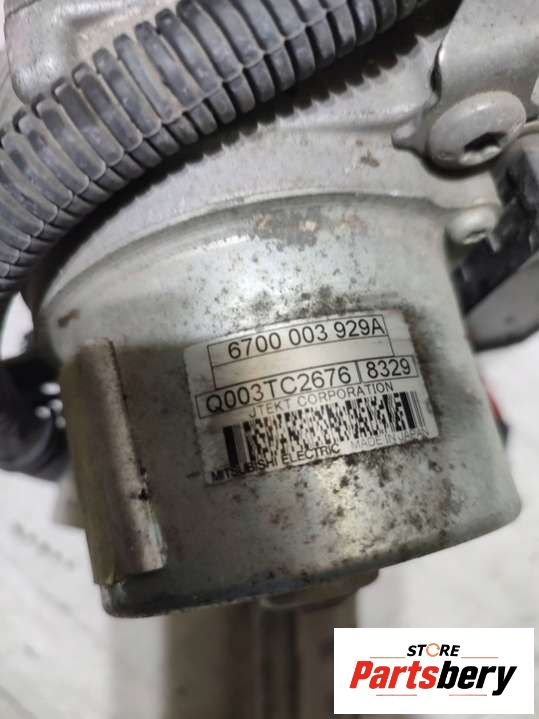 6700 003 929A
Q003TC2676 8329
JTEKT CORPORATION
MITSUBISHI ELECTRIC MADE IN JAPAN
STORE
Partsbery